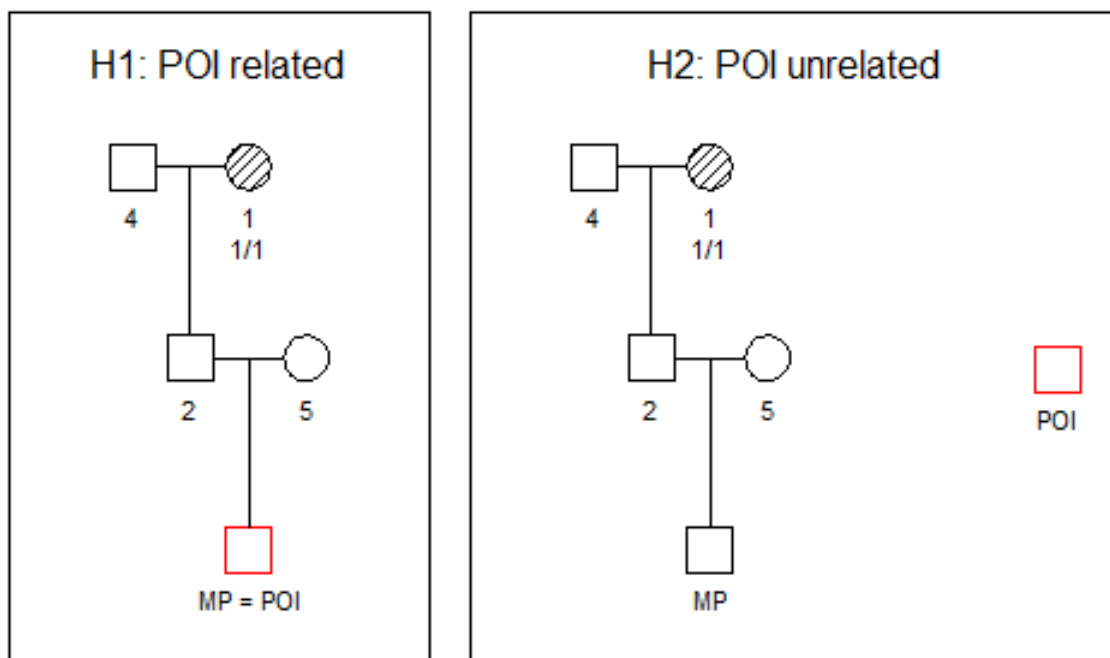 H1: POI related
4
1
1/1
2
5
MP = POI
H2: POI unrelated
4
1
1/1
2
5
POI
MP